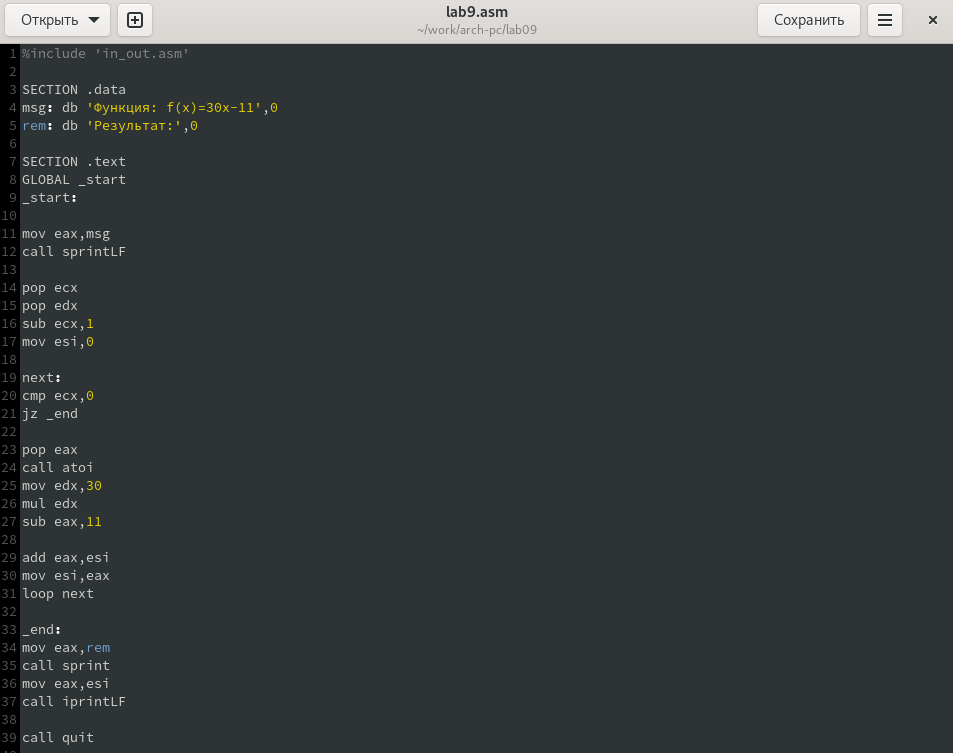 Открыть
lab9.asm
~/work/arch-pc/lab09
Сохранить
1 %include 'in_out.asm'
2
3 SECTION .data
4 msg: db 'Функция: f(x)=30x-11',0
5 rem: db 'Результат:',0
6
7 SECTION .text
8 GLOBAL _start
9 _start:
10
11 mov eax,msg
12 call sprintLF
13
14 pop ecx
15 pop edx
16 sub ecx,1
17 mov esi,0
18
19 next:
20 cmp ecx,0
21 jz _end
22
23 pop eax
24 call atoi
25 mov edx,30
26 mul edx
27 sub eax,11
28
29 add eax,esi
30 mov esi,eax
31 loop next
32
33 _end:
34 mov eax,rem
35 call sprint
36 mov eax,esi
37 call iprintLF
38
39 call quit